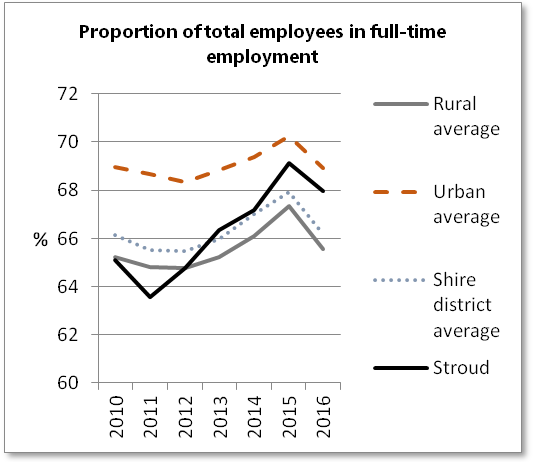 Proportion of total employees in full-time
employment
72
70
68
66
64
62
60
%
2010
2011
2012
2013
2014
2015
2016
Rural
average
Urban
average
Shire
district
average
Stroud